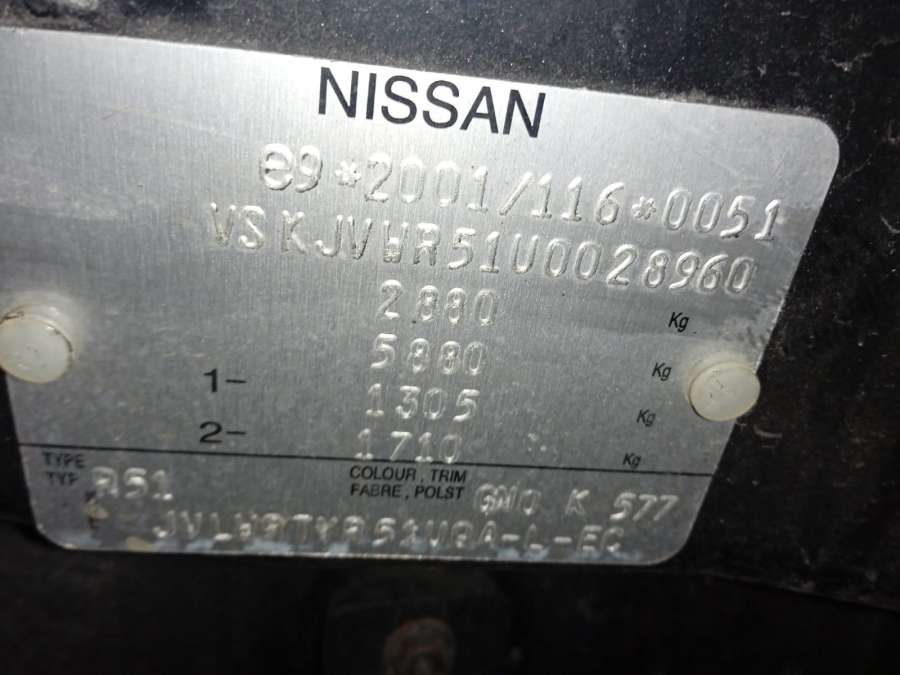 NISSAN
e9*2001/116*0051
VSKJVWR51U0028960
2880 Kg
5880 Kg
1- 1305 Kg
2- 1710 Kg
TYPE
TYP R51
COLOUR, TRIM
FABRE, POLST GN0 K 577